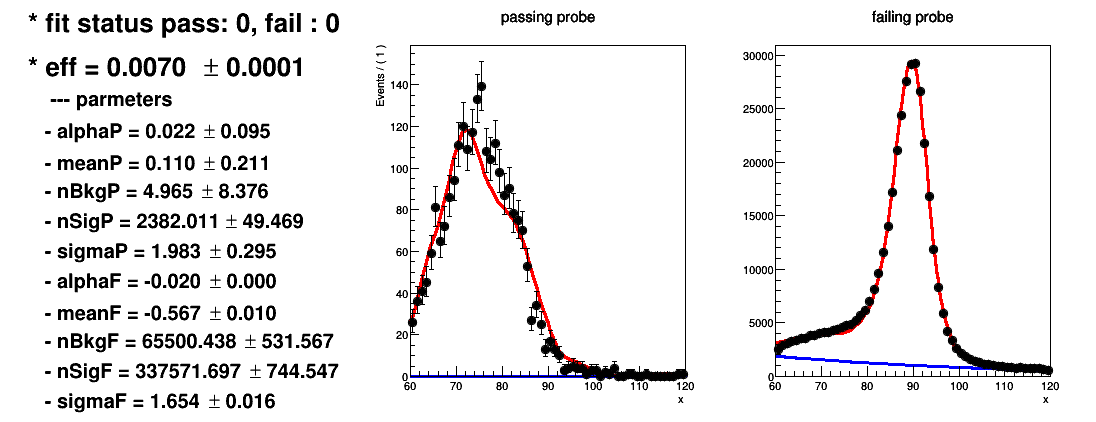 * fit status pass: 0, fail : 0
* eff = 0.0070 ± 0.0001
--- parmeters
- alphaP = 0.022 ± 0.095
- meanP = 0.110 ± 0.211
- nBkgP = 4.965 ± 8.376
- nSigP = 2382.011 ± 49.469
- sigmaP = 1.983 ± 0.295
- alphaF = -0.020 ± 0.000
- meanF = -0.567 ± 0.010
- nBkgF = 65500.438 ± 531.567
- nSigF = 337571.697 ± 744.547
- sigmaF = 1.654 ± 0.016
passing probe
Events / ( 1 )
140
120
100
80
60
40
20
0
60 70 80 90 100 110 120
x
failing probe
30000
25000
20000
15000
10000
5000
0
60 70 80 90 100 110 120
x